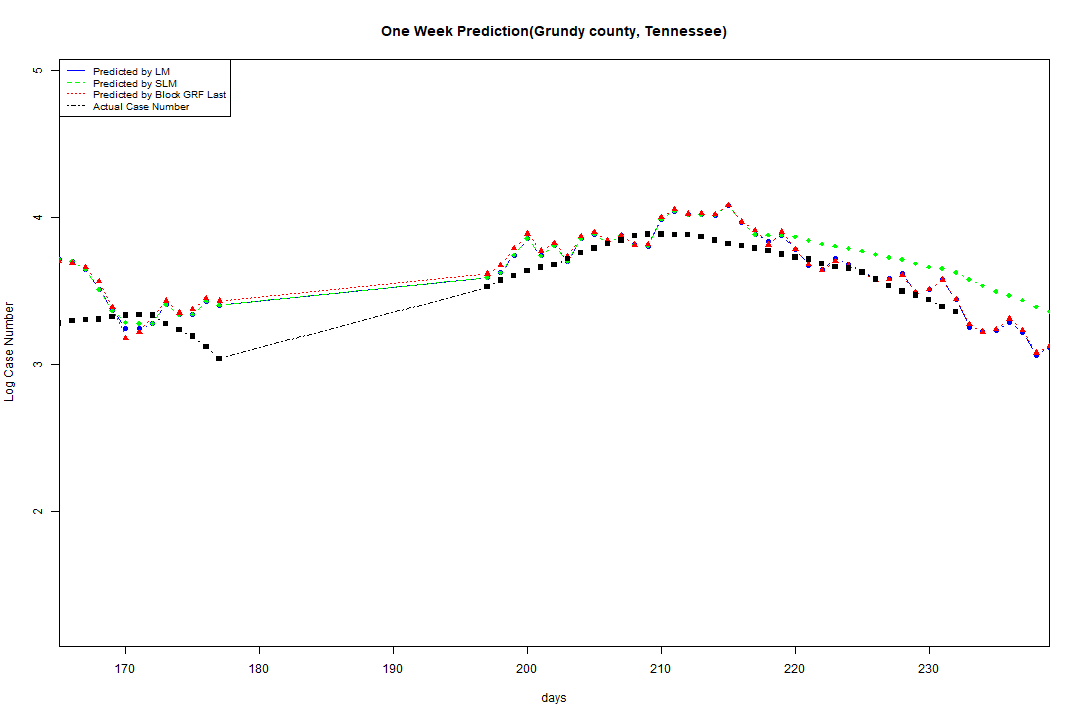 One Week Prediction(Grundy county, Tennessee)
Predicted by LM
Predicted by SLM
Predicted by Block GRF Last
Actual Case Number
5
4
3
2
Log Case Number
170 180 190 200 210 220 230
days